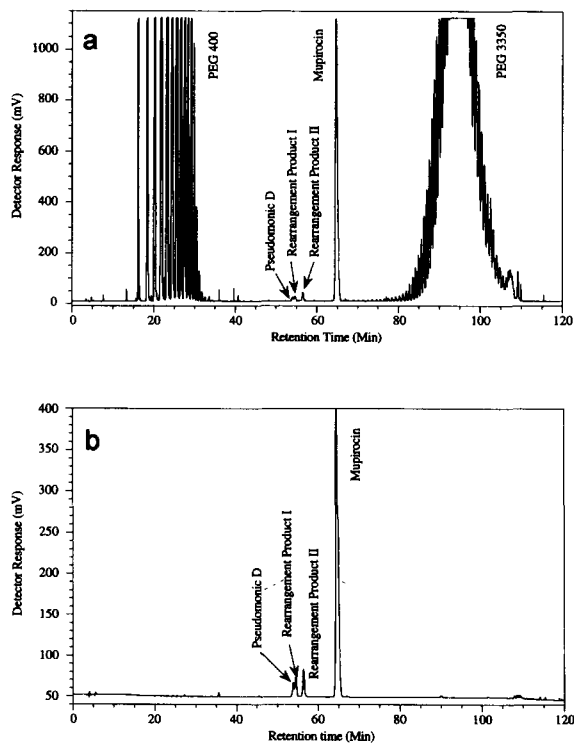 a
1000
800
600
400
200
0
Detector Response (mV)
PEG 400
Pseudomonic D
Rearrangement Product I
Rearrangement Product II
Mupirocin
PEG 3350
0 20 40 60 80 100 120
Retention Time (Min)
b
400
350
300
250
200
150
100
50
Detector Response (mV)
Pseudomonic D
Rearrangement Product I
Rearrangement Product II
Mupirocin
0 20 40 60 80 100 120
Retention time (Min)